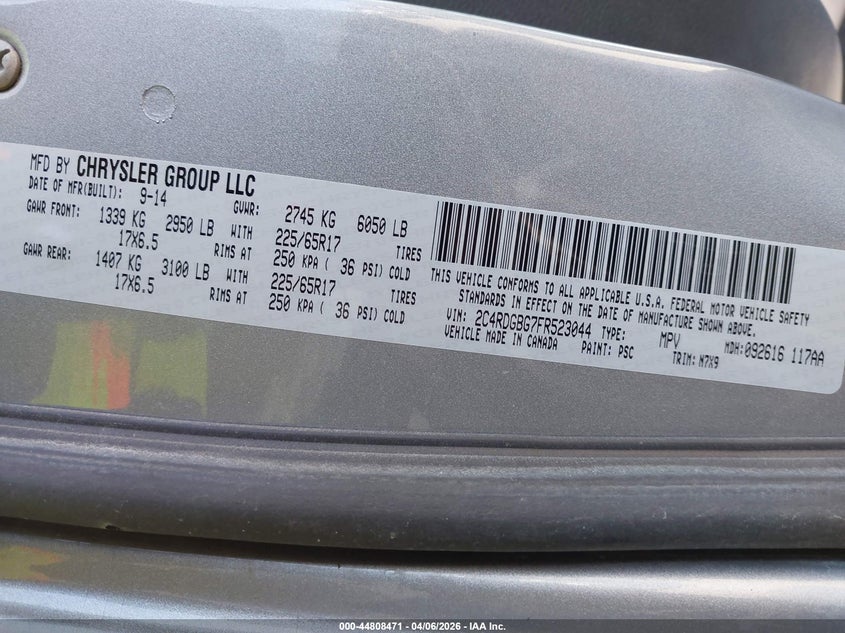 MFD BY CHRYSLER GROUP LLC
DATE OF MFR(BUILT): 9-14 GVWR: 2745 KG 6050 LB
GAWR FRONT: 1339 KG 2950 LB WITH 225/65R17 TIRES
17X6.5 RIMS AT 250 KPA ( 36 PSI) COLD
GAWR REAR: 1407 KG 3100 LB WITH 225/65R17 TIRES
17X6.5 RIMS AT 250 KPA ( 36 PSI) COLD
THIS VEHICLE CONFORMS TO ALL APPLICABLE U.S.A. FEDERAL MOTOR VEHICLE SAFETY
STANDARDS IN EFFECT ON THE DATE OF MANUFACTURE SHOWN ABOVE.
VIN: 2C4RDGBG7FR523044 TYPE: MPV MDH:092616 117AA
VEHICLE MADE IN CANADA PAINT: PSC TRIM: N7X9
000-44808471 | 04/06/2026 - IAA Inc.